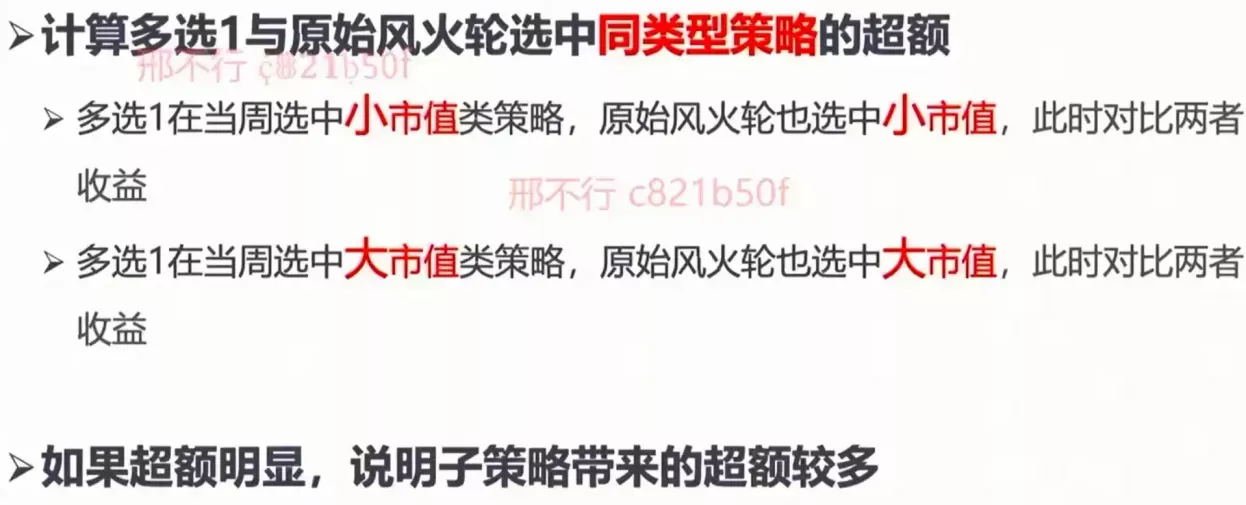 ➢计算多选1与原始风火轮选中同类型策略的超额
邢不行 c821b50f
➢ 多选1在当周选中小市值类策略，原始风火轮也选中小市值，此时对比两者
收益
邢不行 c821b50f
➢ 多选1在当周选中大市值类策略，原始风火轮也选中大市值，此时对比两者
收益
➢如果超额明显，说明子策略带来的超额较多